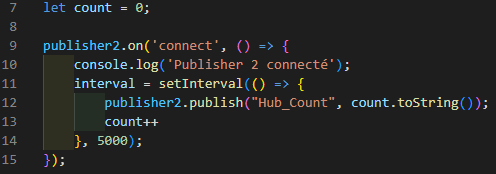 7 let count = 0;
8
9 publisher2.on('connect', () => {
10 console.log('Publisher 2 connecté');
11 interval = setInterval(() => {
12 publisher2.publish("Hub_Count", count.toString());
13 count++
14 }, 5000);
15 });